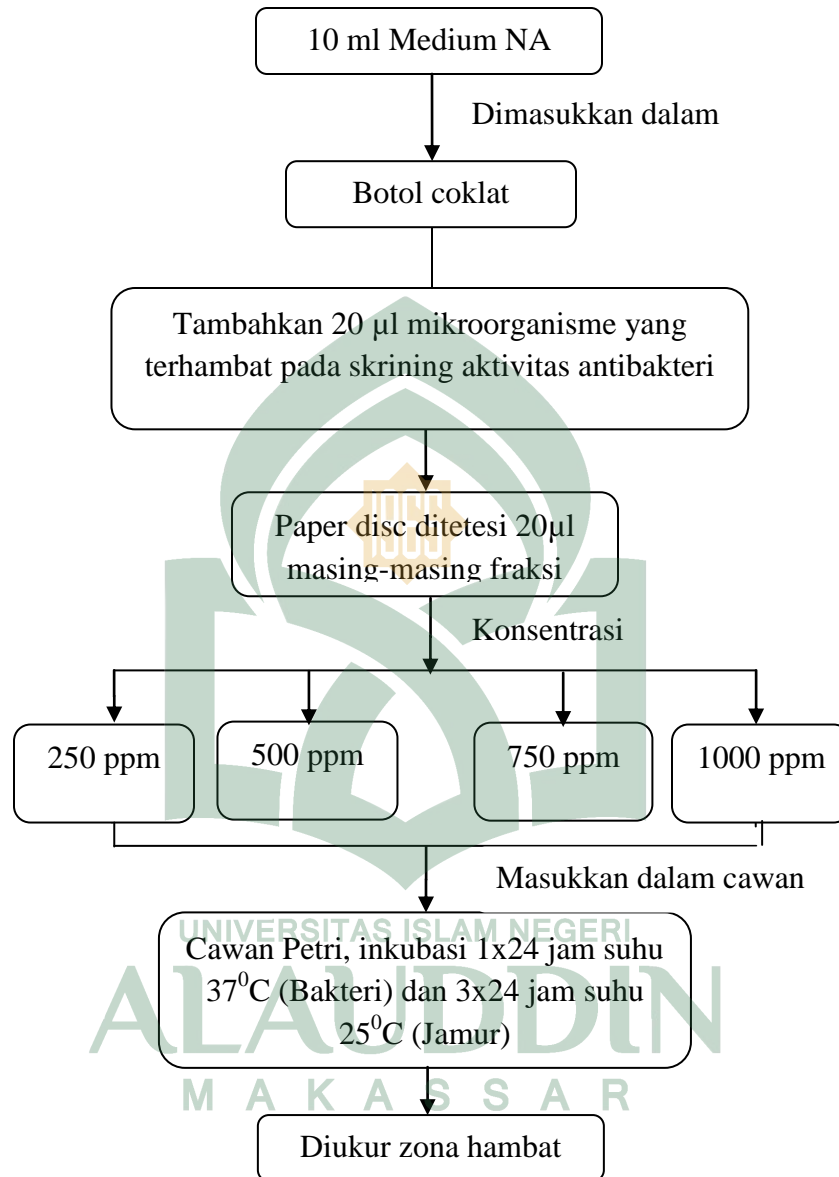 10 ml Medium NA
Dimasukkan dalam
Botol coklat
Tambahkan 20 µl mikroorganisme yang
terhambat pada skrining aktivitas antibakteri
Paper disc ditetesi 20µl
masing-masing fraksi
Konsentrasi
250 ppm
500 ppm
750 ppm
1000 ppm
Masukkan dalam cawan
UNIVERSITAS ISLAM NEGERI
Cawan Petri, inkubasi 1x24 jam suhu
37⁰C (Bakteri) dan 3x24 jam suhu
25⁰C (Jamur)
ALAUDDIN
MAKASSAR
Diukur zona hambat